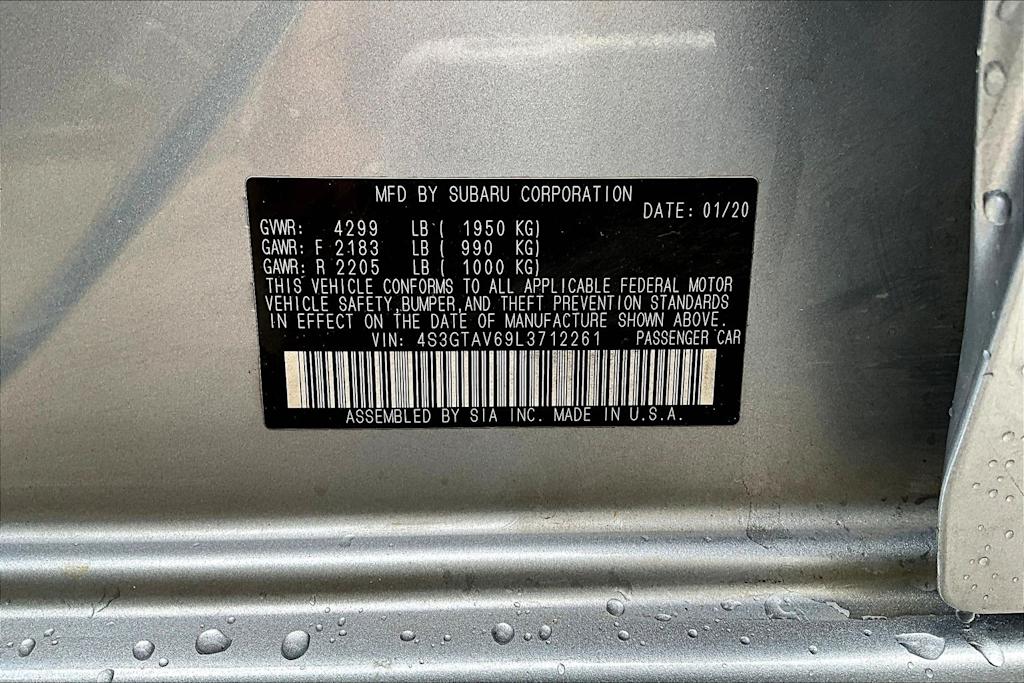 MFD BY SUBARU CORPORATION
DATE: 01/20
GVWR: 4299 LB ( 1950 KG)
GAWR: F 2183 LB ( 990 KG)
GAWR: R 2205 LB ( 1000 KG)
THIS VEHICLE CONFORMS TO ALL APPLICABLE FEDERAL MOTOR
VEHICLE SAFETY, BUMPER, AND THEFT PREVENTION STANDARDS
IN EFFECT ON THE DATE OF MANUFACTURE SHOWN ABOVE.
VIN: 4S3GTAV69L3712261 PASSENGER CAR
ASSEMBLED BY SIA INC. MADE IN U.S.A.